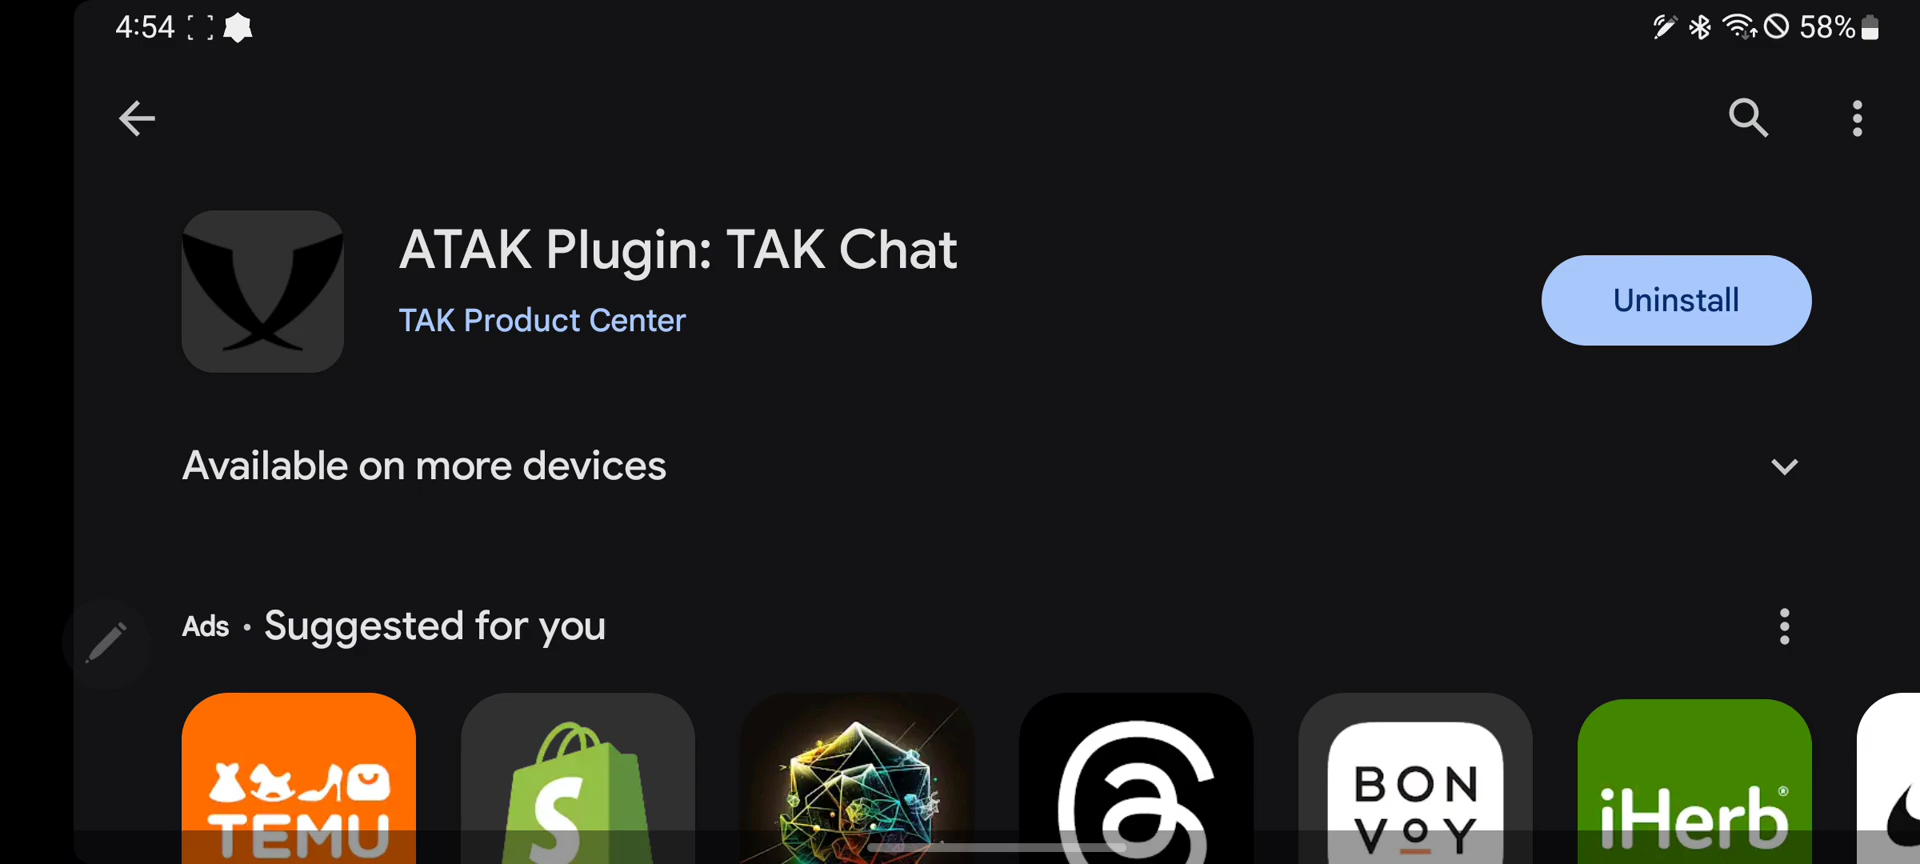 4:54
58%
ATAK Plugin: TAK Chat
TAK Product Center
Uninstall
Available on more devices
Ads • Suggested for you
TEMU
S
BON
VOY
iHerb®